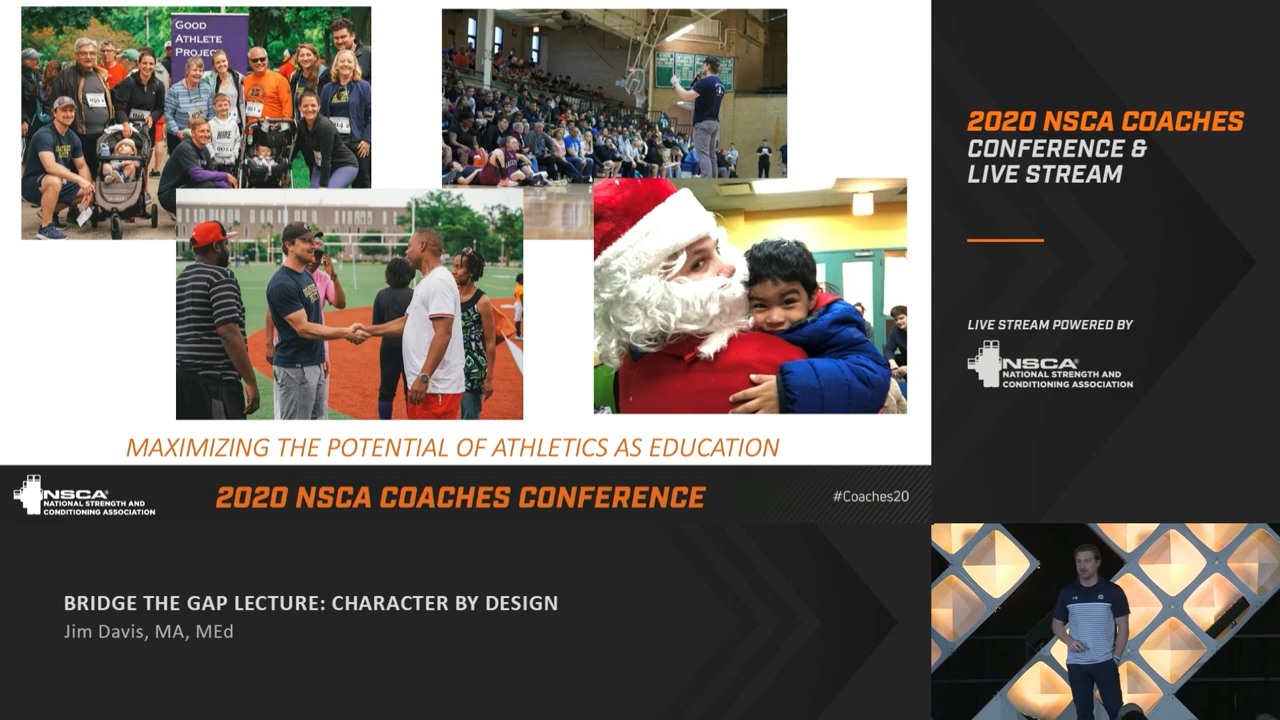 GOOD
ATHLETE
PROJECT
MAXIMIZING THE POTENTIAL OF ATHLETICS AS EDUCATION
NSCA
NATIONAL STRENGTH AND
CONDITIONING ASSOCIATION
2020 NSCA COACHES CONFERENCE
#Coaches20
BRIDGE THE GAP LECTURE: CHARACTER BY DESIGN
Jim Davis, MA, MEd
2020 NSCA COACHES
CONFERENCE &
LIVE STREAM
LIVE STREAM POWERED BY
NSCA®
NATIONAL STRENGTH AND
CONDITIONING ASSOCIATION